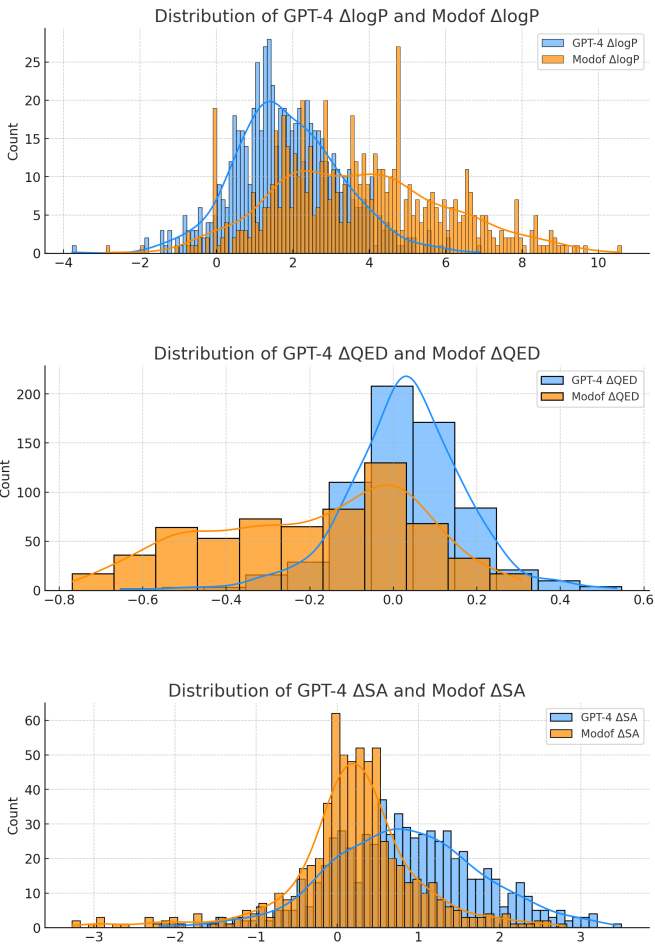 Distribution of GPT-4 ΔlogP and Modof ΔlogP
GPT-4 ΔlogP
Modof ΔlogP
Count
25
20
15
10
5
0
−4 −2 0 2 4 6 8 10
Distribution of GPT-4 ΔQED and Modof ΔQED
GPT-4 ΔQED
Modof ΔQED
Count
200
150
100
50
0
−0.8 −0.6 −0.4 −0.2 0.0 0.2 0.4 0.6
Distribution of GPT-4 ΔSA and Modof ΔSA
GPT-4 ΔSA
Modof ΔSA
Count
60
50
40
30
20
10
0
−3 −2 −1 0 1 2 3